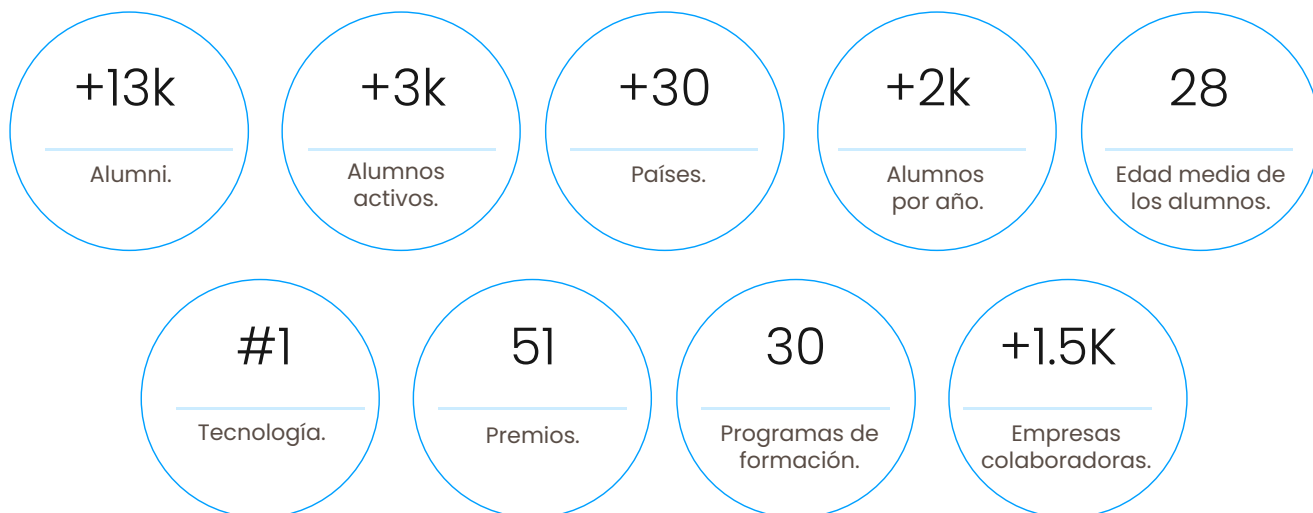 +13k
Alumni.
+3k
Alumnos
activos.
+30
Países.
+2k
Alumnos
por año.
28
Edad media de
los alumnos.
#1
Tecnología.
51
Premios.
30
Programas de
formación.
+1.5K
Empresas
colaboradoras.